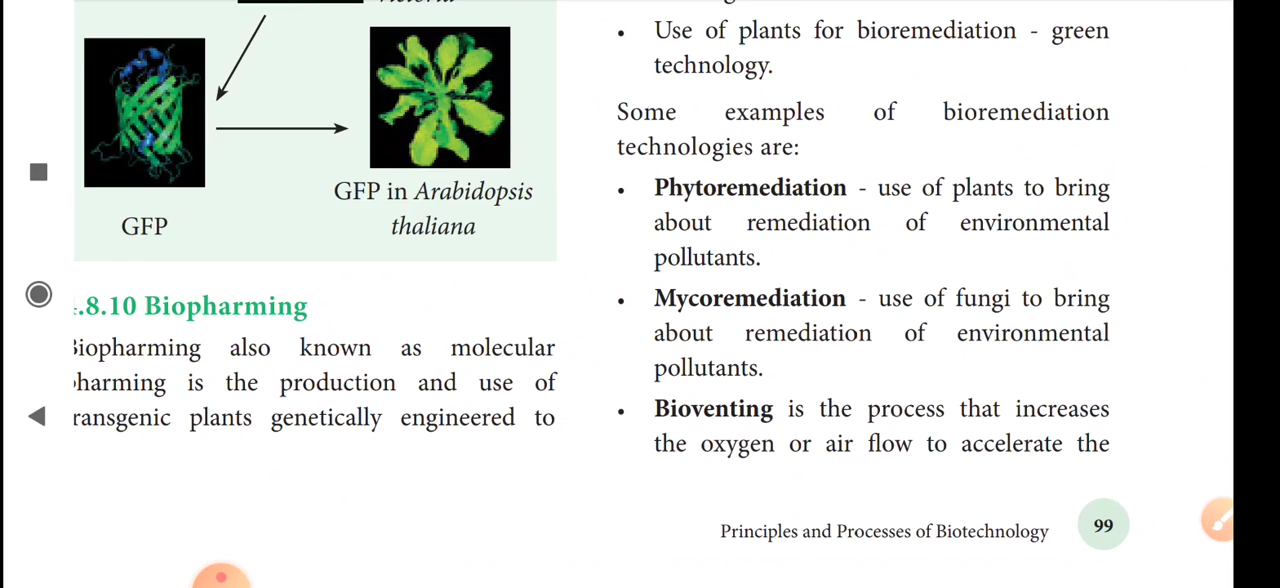 GFP
GFP in Arabidopsis
thaliana
.8.10 Biopharming
Biopharming also known as molecular
pharming is the production and use of
transgenic plants genetically engineered to
• Use of plants for bioremediation - green
technology.
Some examples of bioremediation
technologies are:
• Phytoremediation - use of plants to bring
about remediation of environmental
pollutants.
• Mycoremediation - use of fungi to bring
about remediation of environmental
pollutants.
• Bioventing is the process that increases
the oxygen or air flow to accelerate the
Principles and Processes of Biotechnology 99